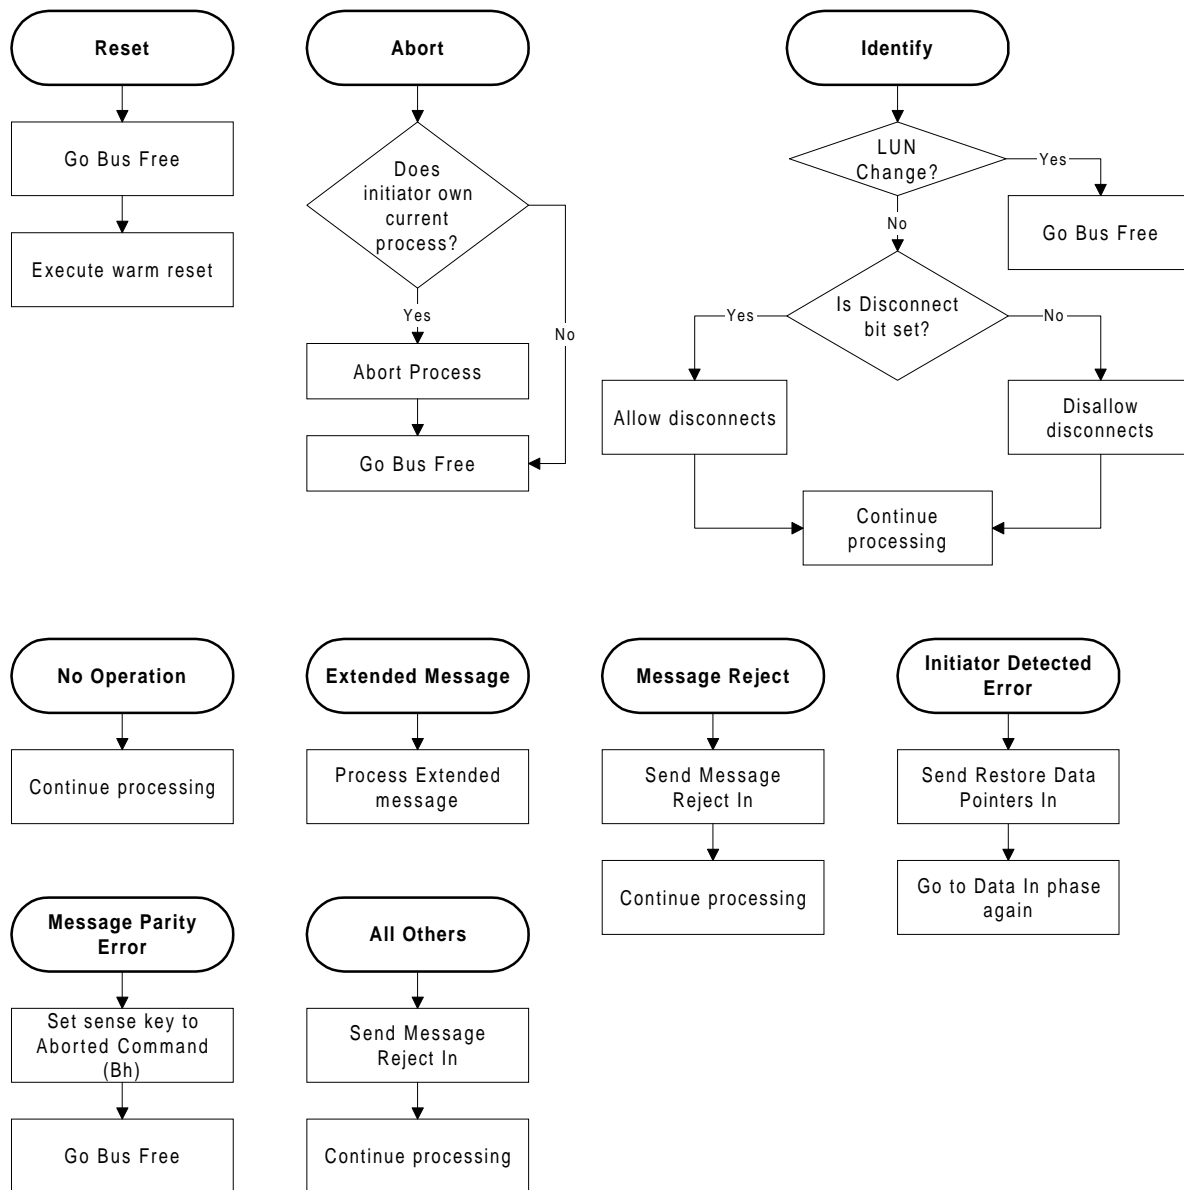 Reset
Go Bus Free
Execute warm reset
Abort
Does
initiator own
current
process?
Yes
No
Abort Process
Go Bus Free
Identify
LUN
Change?
Yes
Go Bus Free
No
Is Disconnect
bit set?
Yes
No
Allow disconnects
Disallow
disconnects
Continue
processing
No Operation
Continue processing
Extended Message
Process Extended
message
Message Reject
Send Message
Reject In
Continue processing
Initiator Detected
Error
Send Restore Data
Pointers In
Go to Data In phase
again
Message Parity
Error
Set sense key to
Aborted Command
(Bh)
Go Bus Free
All Others
Send Message
Reject In
Continue processing